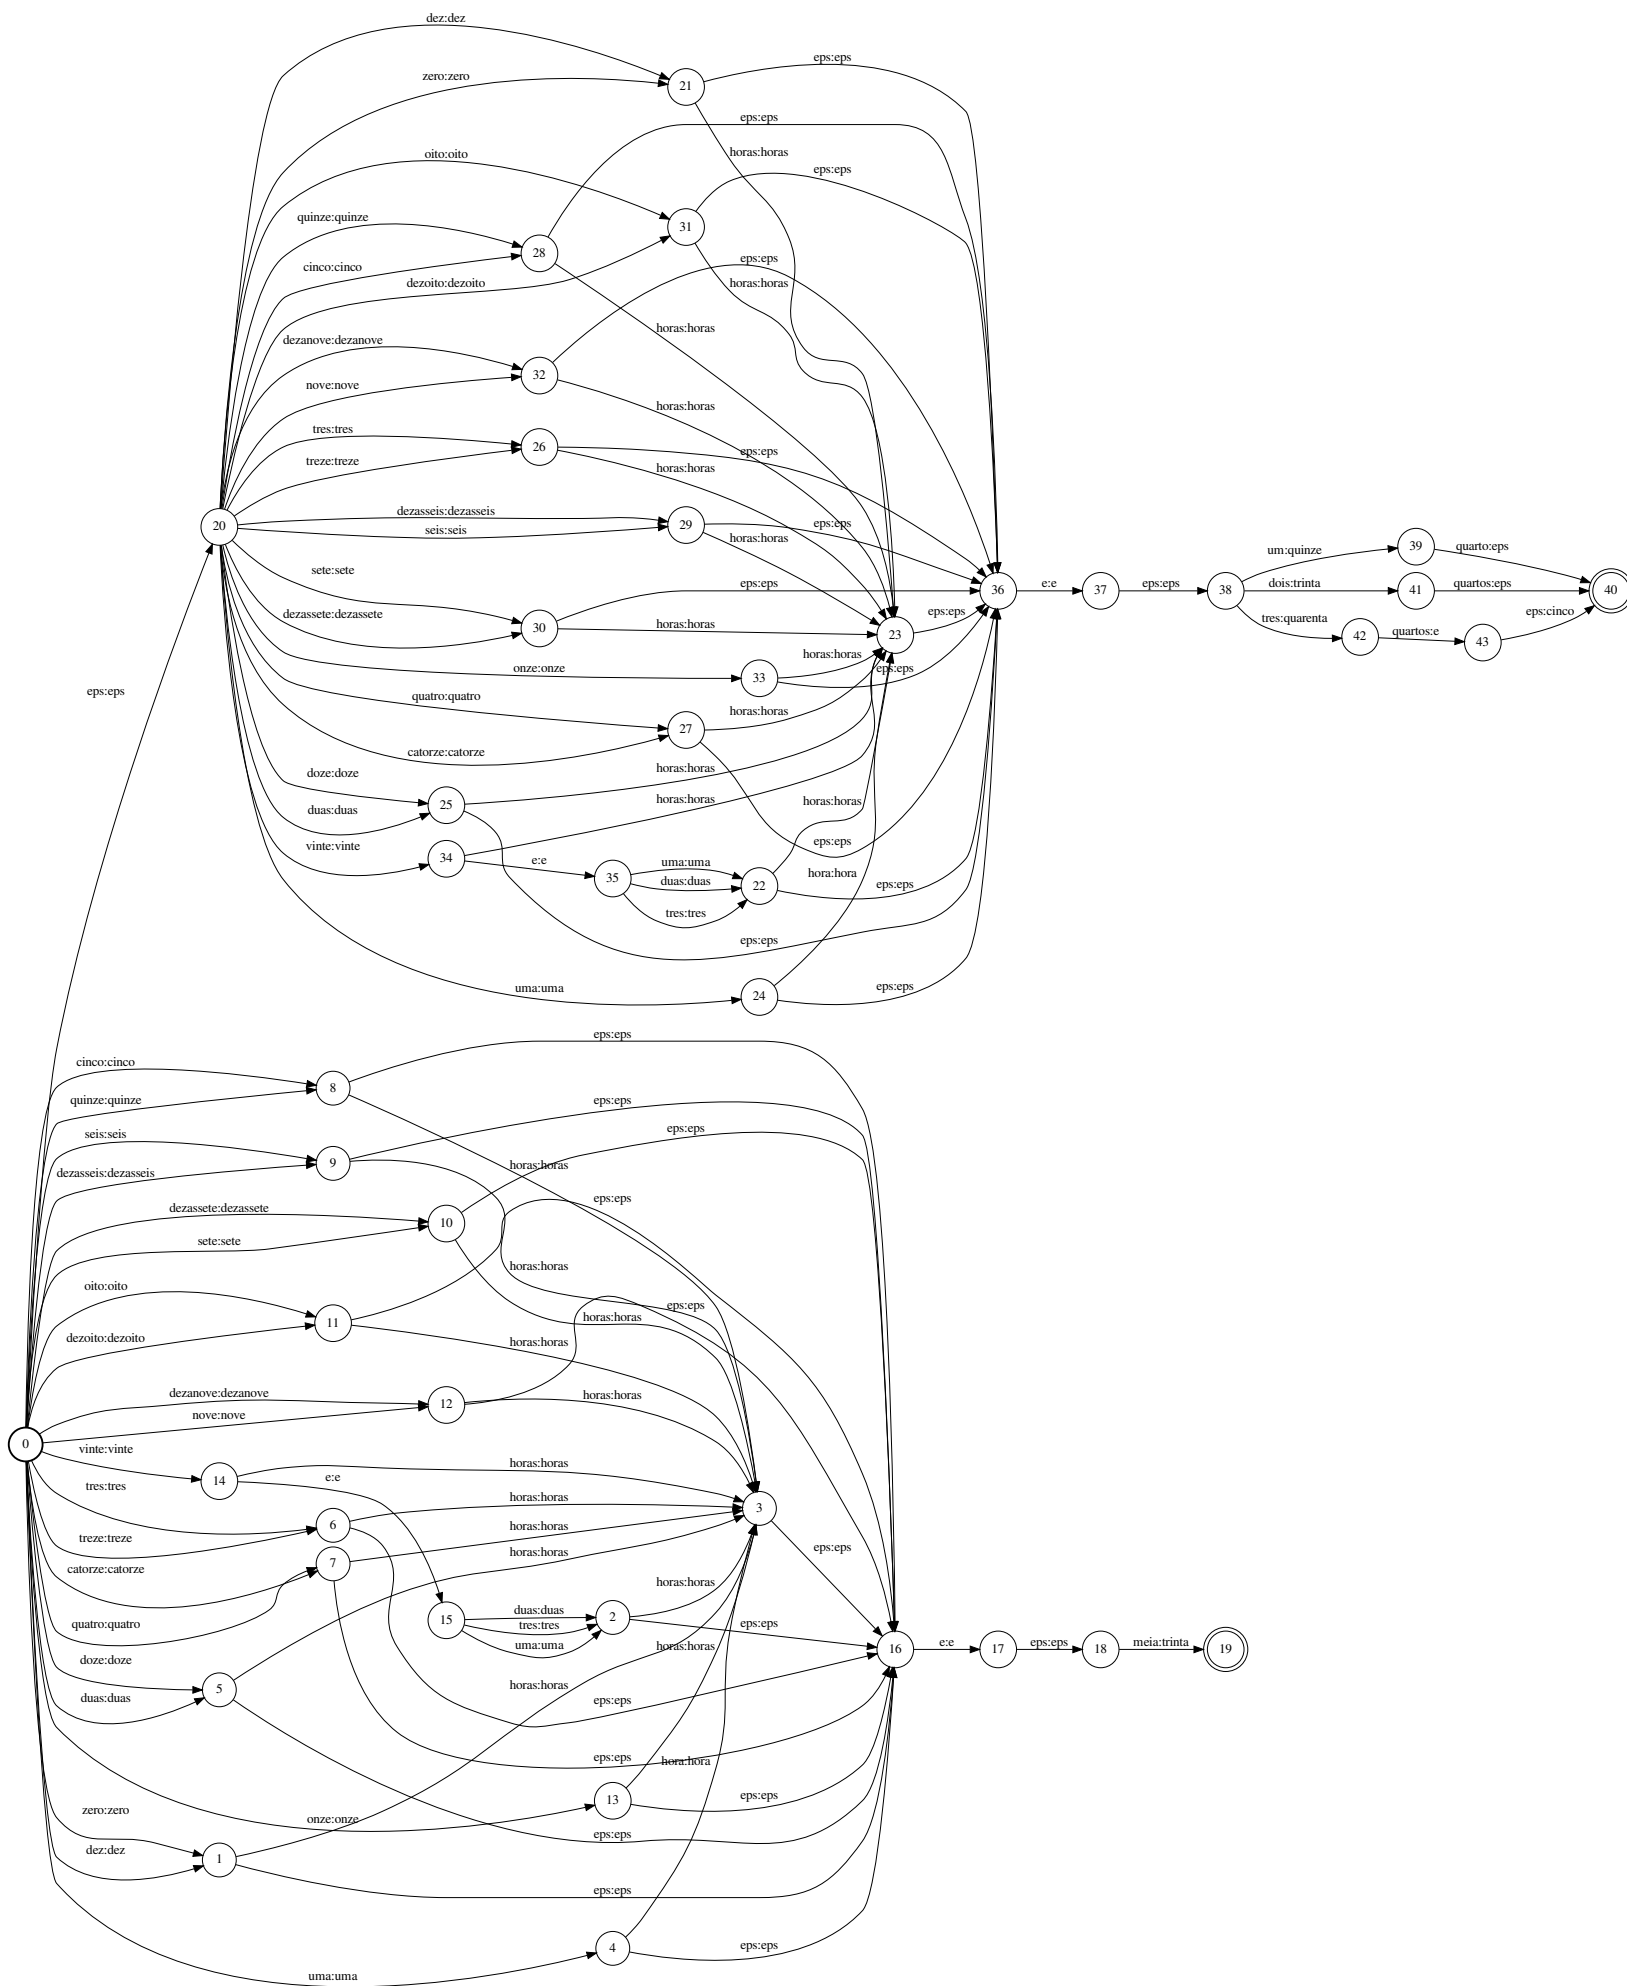 dez:dez
zero:zero
21
eps:eps
eps:eps
horas:horas
oito:oito
eps:eps
quinze:quinze
31
28
cinco:cinco
eps:eps
dezoito:dezoito
horas:horas
horas:horas
dezanove:dezanove
32
nove:nove
horas:horas
tres:tres
26
eps:eps
treze:treze
horas:horas
dezasseis:dezasseis
20
29
eps:eps
seis:seis
horas:horas
um:quinze
39
quarto:eps
sete:sete
eps:eps
36
e:e
37
eps:eps
38
dois:trinta
41
quartos:eps
40
dezassete:dezassete
30
horas:horas
23
eps:eps
eps:cinco
tres:quarenta
42
quartos:e
43
onze:onze
33
horas:horas
eps:eps
eps:eps
quatro:quatro
horas:horas
27
catorze:catorze
doze:doze
horas:horas
25
duas:duas
horas:horas
horas:horas
vinte:vinte
34
e:e
35
uma:uma
duas:duas
22
eps:eps
hora:hora
eps:eps
tres:tres
eps:eps
uma:uma
24
eps:eps
eps:eps
cinco:cinco
8
quinze:quinze
eps:eps
seis:seis
eps:eps
9
dezasseis:dezasseis
horas:horas
eps:eps
dezassete:dezassete
10
sete:sete
horas:horas
oito:oito
eps:eps
11
horas:horas
dezoito:dezoito
horas:horas
dezanove:dezanove
12
horas:horas
nove:nove
0
vinte:vinte
14
e:e
horas:horas
tres:tres
horas:horas
3
6
treze:treze
horas:horas
7
catorze:catorze
horas:horas
eps:eps
horas:horas
quatro:quatro
15
duas:duas
tres:tres
2
eps:eps
uma:uma
horas:horas
16
e:e
17
eps:eps
18
meia:trinta
19
doze:doze
5
duas:duas
horas:horas
eps:eps
eps:eps
hora:hora
13
eps:eps
zero:zero
onze:onze
eps:eps
dez:dez
1
eps:eps
4
eps:eps
uma:uma